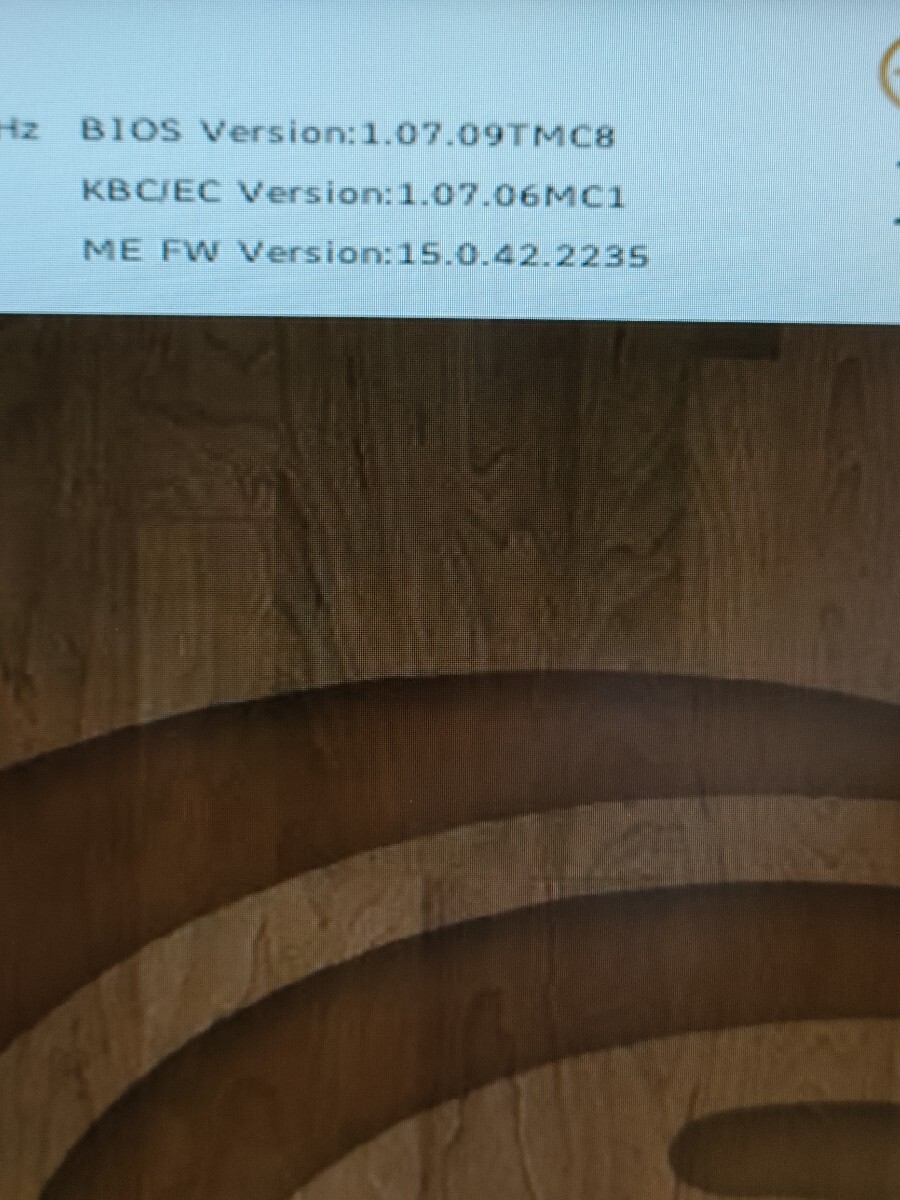 Hz BIOS Version:1.07.09TMC8
KBC/EC Version:1.07.06MC1
ME FW Version:15.0.42.2235